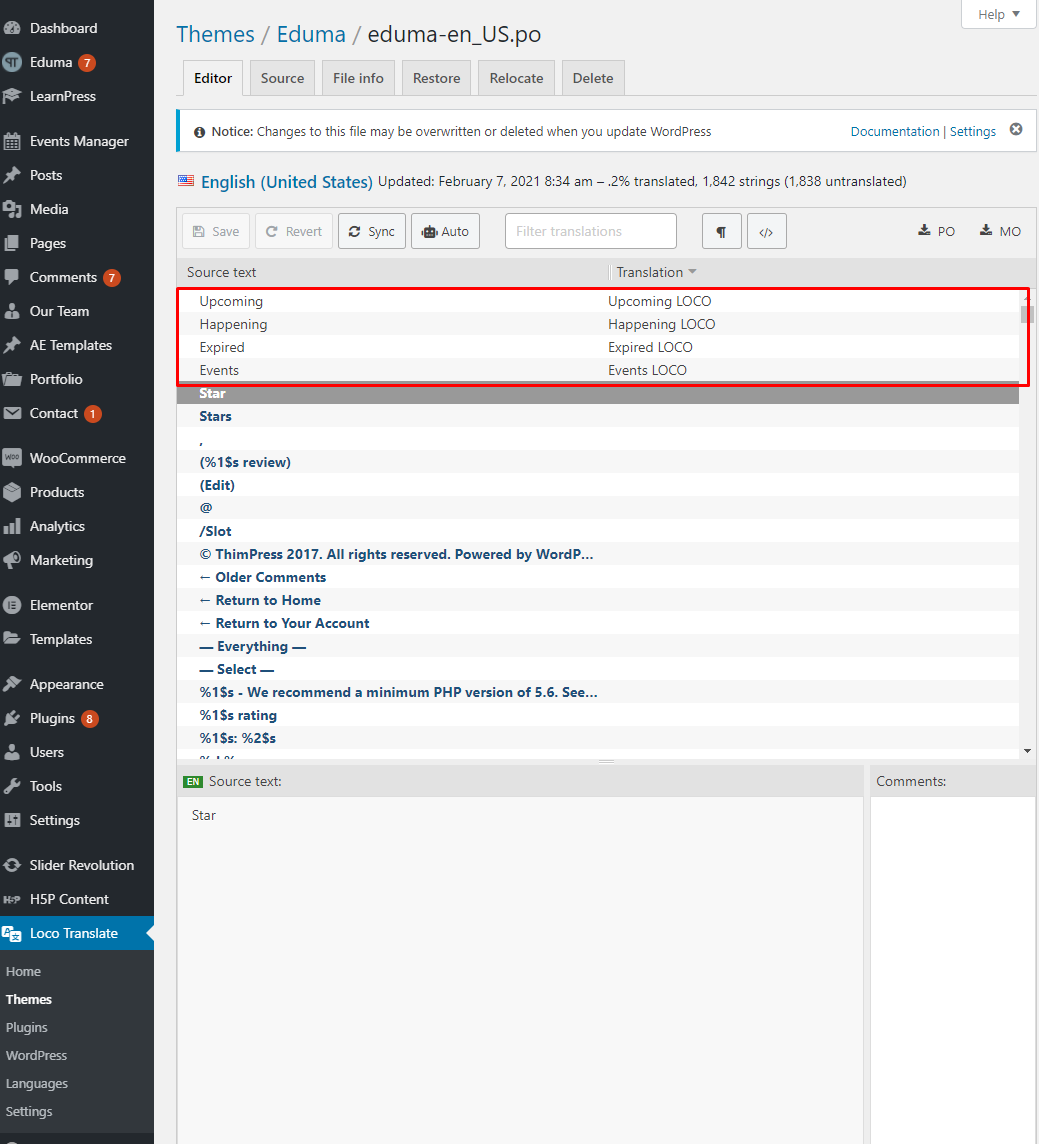 Dashboard
Eduma 7
LearnPress
Events Manager
Posts
Media
Pages
Comments 7
Our Team
AE Templates
Portfolio
Contact 1
WooCommerce
Products
Analytics
Marketing
Elementor
Templates
Appearance
Plugins 8
Users
Tools
Settings
Slider Revolution
H5P Content
Loco Translate
Home
Themes
Plugins
WordPress
Languages
Settings
Help
Themes / Eduma / eduma-en_US.po
Editor Source File info Restore Relocate Delete
Notice: Changes to this file may be overwritten or deleted when you update WordPress Documentation | Settings
English (United States) Updated: February 7, 2021 8:34 am – .2% translated, 1,842 strings (1,838 untranslated)
Save Revert Sync Auto Filter translations ¶ </> PO MO
Source text Translation
Upcoming Upcoming LOCO
Happening Happening LOCO
Expired Expired LOCO
Events Events LOCO
Star
Stars
,
(%1$s review)
(Edit)
@
/Slot
© ThimPress 2017. All rights reserved. Powered by WordP…
← Older Comments
← Return to Home
← Return to Your Account
— Everything —
— Select —
%1$s - We recommend a minimum PHP version of 5.6. See…
%1$s rating
%1$s: %2$s
EN Source text: Comments:
Star